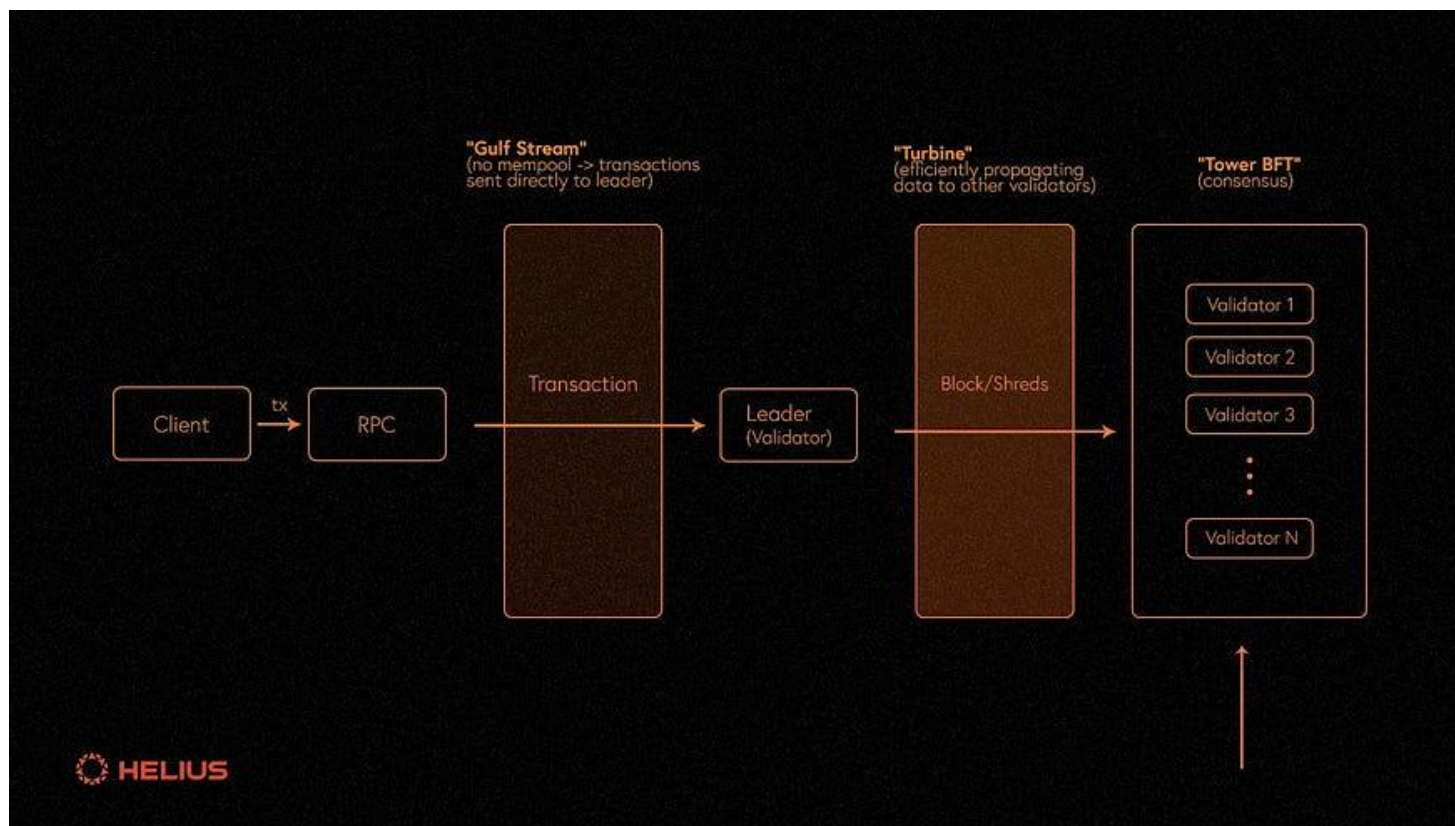 "Gulf Stream"
(no mempool -> transactions
sent directly to leader)
"Turbine"
(efficiently propagating
data to other validators)
"Tower BFT"
(consensus)
Client
tx
RPC
Transaction
Leader
(Validator)
Block/Shreds
Validator 1
Validator 2
Validator 3
Validator N
HELIUS